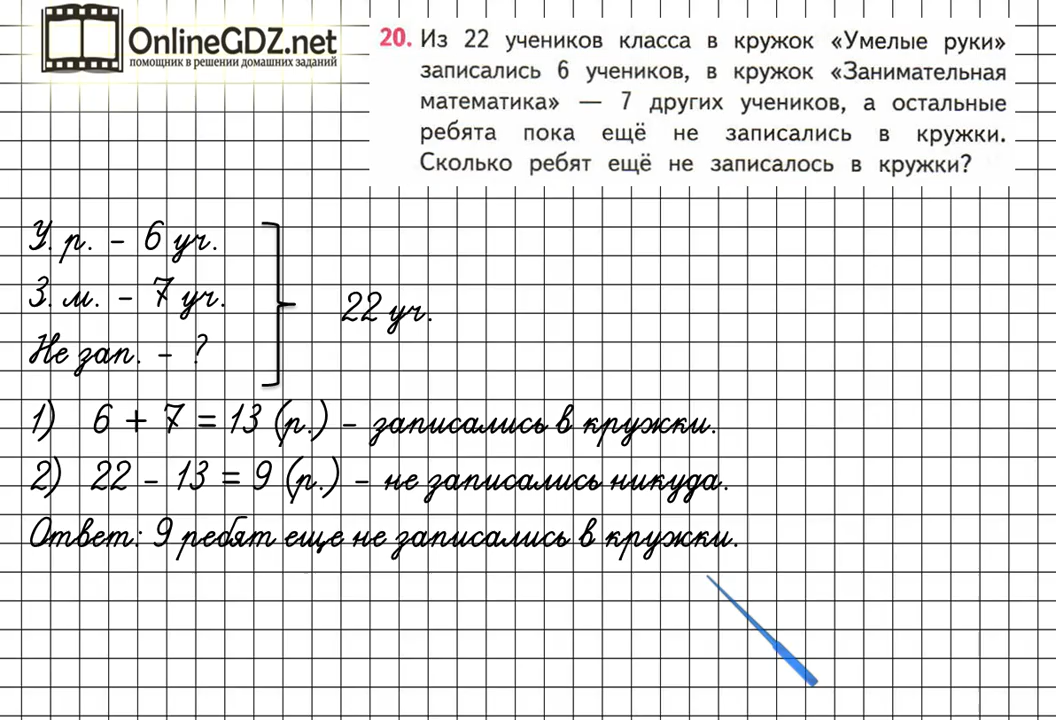 OnlineGDZ.net
помощник в решении домашних заданий
20. Из 22 учеников класса в кружок «Умелые руки»
записались 6 учеников, в кружок «Занимательная
математика» — 7 других учеников, а остальные
ребята пока ещё не записались в кружки.
Сколько ребят ещё не записалось в кружки?
У. р. – 6 уч.
З. м. – 7 уч.
Не зап. – ?
22 уч.
1) 6 + 7 = 13 (р.) – записались в кружки.
2) 22 – 13 = 9 (р.) – не записались никуда.
Ответ: 9 ребят еще не записались в кружки.